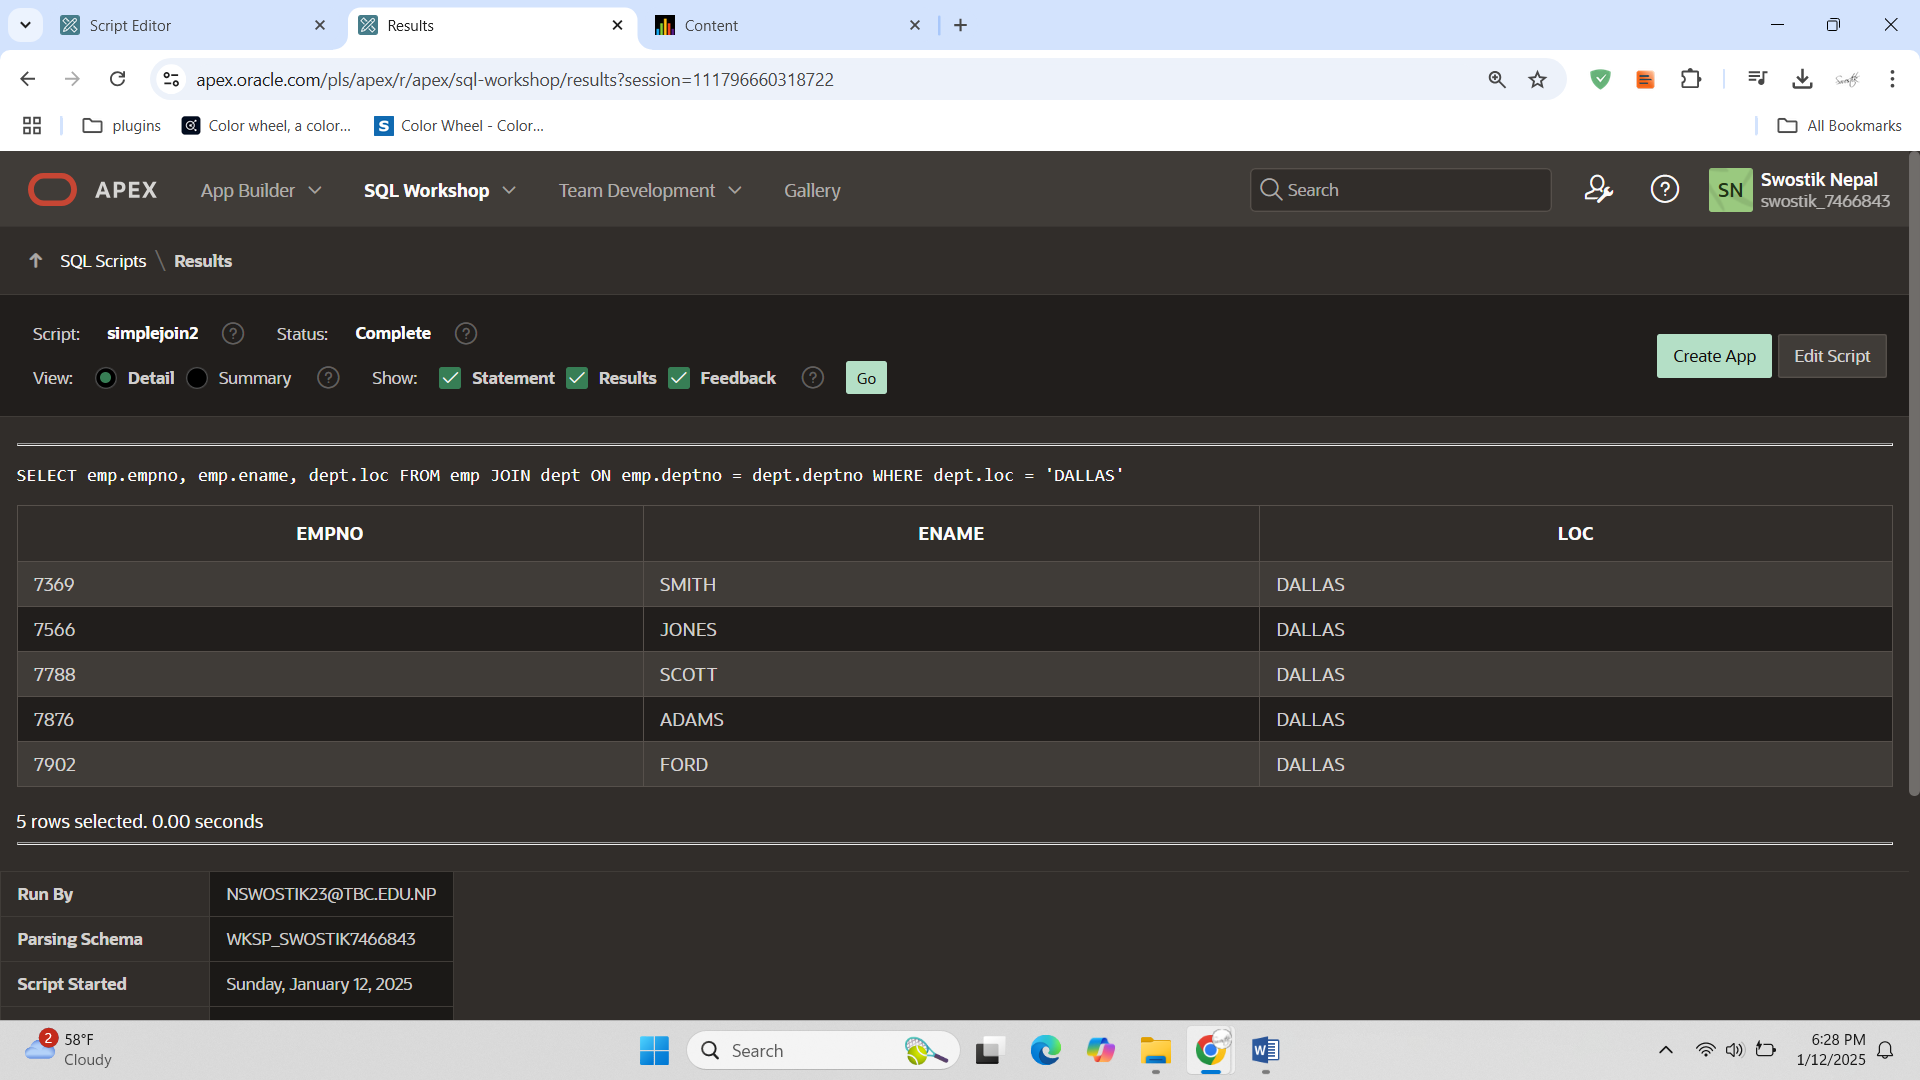 Script Editor
Results
Content
apex.oracle.com/pls/apex/r/apex/sql-workshop/results?session=111796660318722
plugins
Color wheel, a color...
S Color Wheel - Color...
All Bookmarks
APEX
App Builder
SQL Workshop
Team Development
Gallery
Search
?
SN
Swostik Nepal
swostik_7466843
SQL Scripts \ Results
Script: simplejoin2 ? Status: Complete ?
View: Detail Summary ? Show: Statement Results Feedback ? Go
Create App
Edit Script
SELECT emp.empno, emp.ename, dept.loc FROM emp JOIN dept ON emp.deptno = dept.deptno WHERE dept.loc = 'DALLAS'
EMPNO ENAME LOC
7369 SMITH DALLAS
7566 JONES DALLAS
7788 SCOTT DALLAS
7876 ADAMS DALLAS
7902 FORD DALLAS
5 rows selected. 0.00 seconds
Run By NSWOSTIK23@TBC.EDU.NP
Parsing Schema WKSP_SWOSTIK7466843
Script Started Sunday, January 12, 2025
2
58°F
Cloudy
Search
W
6:28 PM
1/12/2025